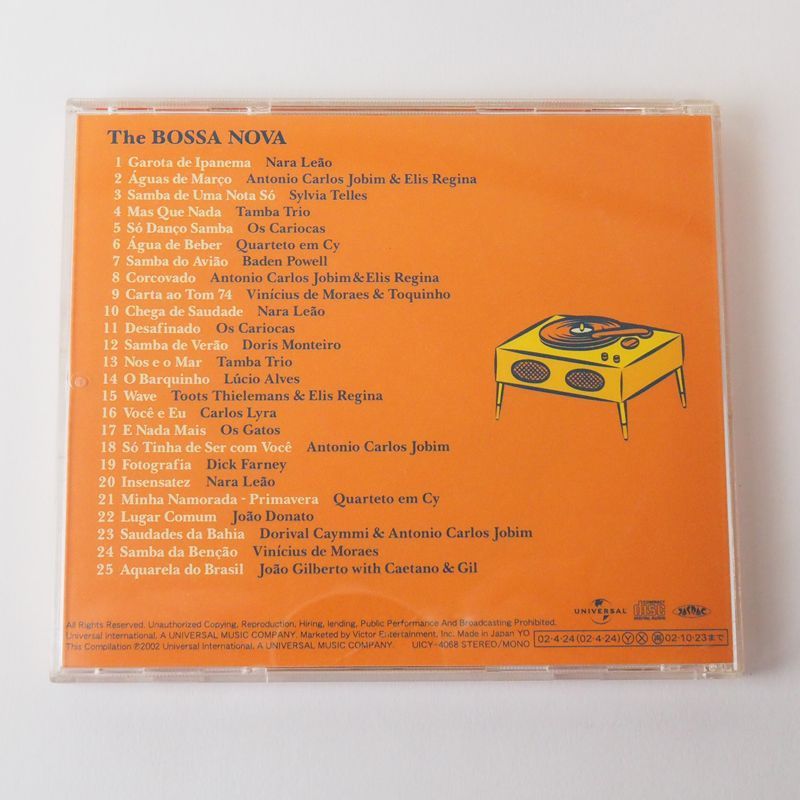 The BOSSA NOVA
1 Garota de Ipanema Nara Leão
2 Águas de Março Antonio Carlos Jobim & Elis Regina
3 Samba de Uma Nota Só Sylvia Telles
4 Mas Que Nada Tamba Trio
5 Só Danço Samba Os Cariocas
6 Água de Beber Quarteto em Cy
7 Samba do Avião Baden Powell
8 Corcovado Antonio Carlos Jobim&Elis Regina
9 Carta ao Tom 74 Vinícius de Moraes & Toquinho
10 Chega de Saudade Nara Leão
11 Desafinado Os Cariocas
12 Samba de Verão Doris Monteiro
13 Nos e o Mar Tamba Trio
14 O Barquinho Lúcio Alves
15 Wave Toots Thielemans & Elis Regina
16 Você e Eu Carlos Lyra
17 E Nada Mais Os Gatos
18 Só Tinha de Ser com Você Antonio Carlos Jobim
19 Fotografia Dick Farney
20 Insensatez Nara Leão
21 Minha Namorada - Primavera Quarteto em Cy
22 Lugar Comum João Donato
23 Saudades da Bahia Dorival Caymmi & Antonio Carlos Jobim
24 Samba da Benção Vinícius de Moraes
25 Aquarela do Brasil João Gilberto with Caetano & Gil
UNIVERSAL COMPACT disc DIGITAL AUDIO JASRAC
All Rights Reserved. Unauthorized Copying, Reproduction, Hiring, lending, Public Performance And Broadcasting Prohibited.
Universal International, A UNIVERSAL MUSIC COMPANY. Marketed by Victor Entertainment, Inc. Made in Japan YO
This Compilation ℗2002 Universal International, A UNIVERSAL MUSIC COMPANY. UICY-4068 STEREO/MONO
02·4·24(02·4·24)ⓎⓍ 02·10·23まで